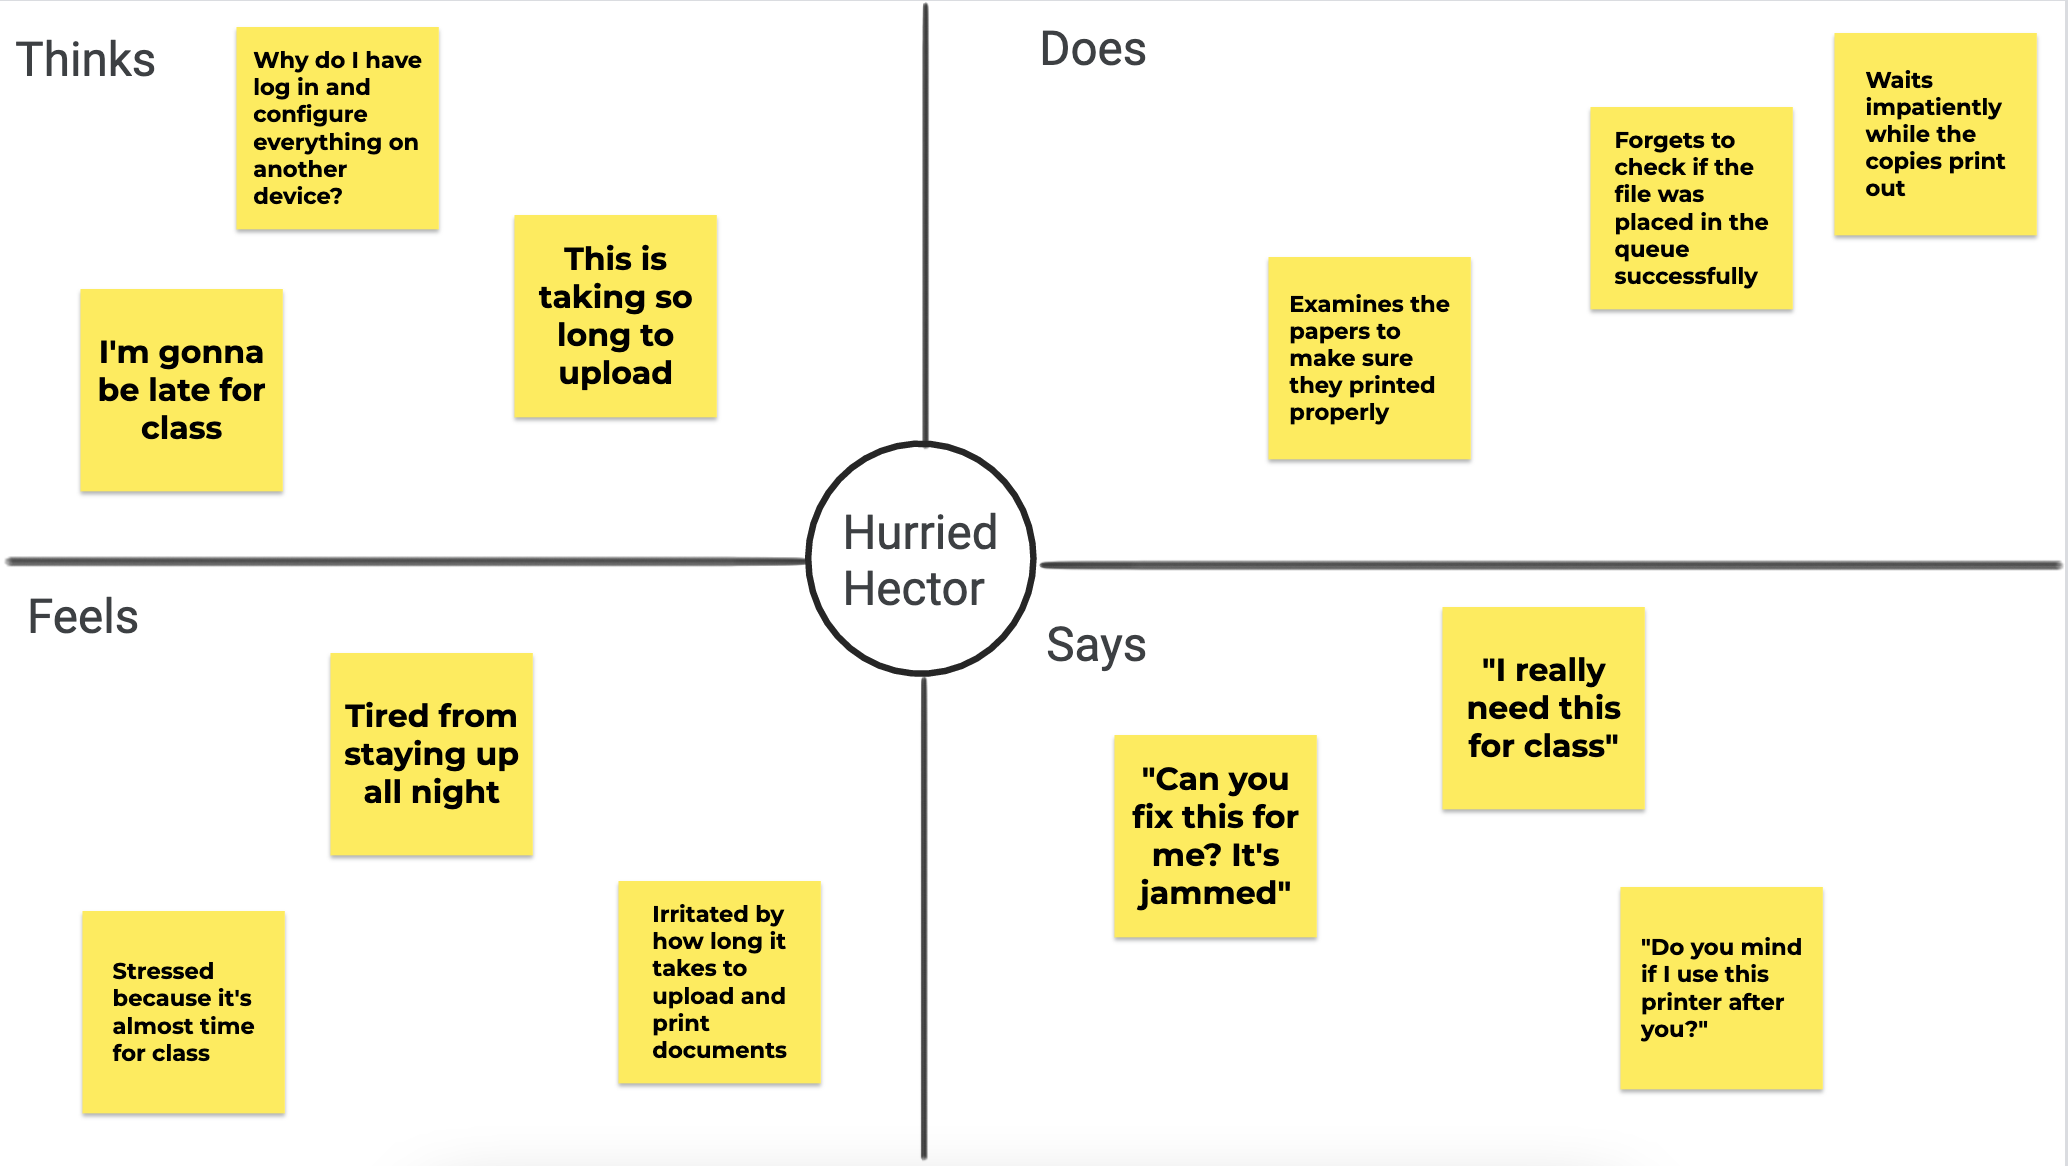 Thinks
Why do I have
log in and
configure
everything on
another
device?
This is
taking so
long to
upload
I'm gonna
be late for
class
Does
Waits
impatiently
while the
copies print
out
Forgets to
check if the
file was
placed in the
queue
successfully
Examines the
papers to
make sure
they printed
properly
Hurried
Hector
Feels
Tired from
staying up
all night
Stressed
because it's
almost time
for class
Irritated by
how long it
takes to
upload and
print
documents
Says
"I really
need this
for class"
"Can you
fix this for
me? It's
jammed"
"Do you mind
if I use this
printer after
you?"